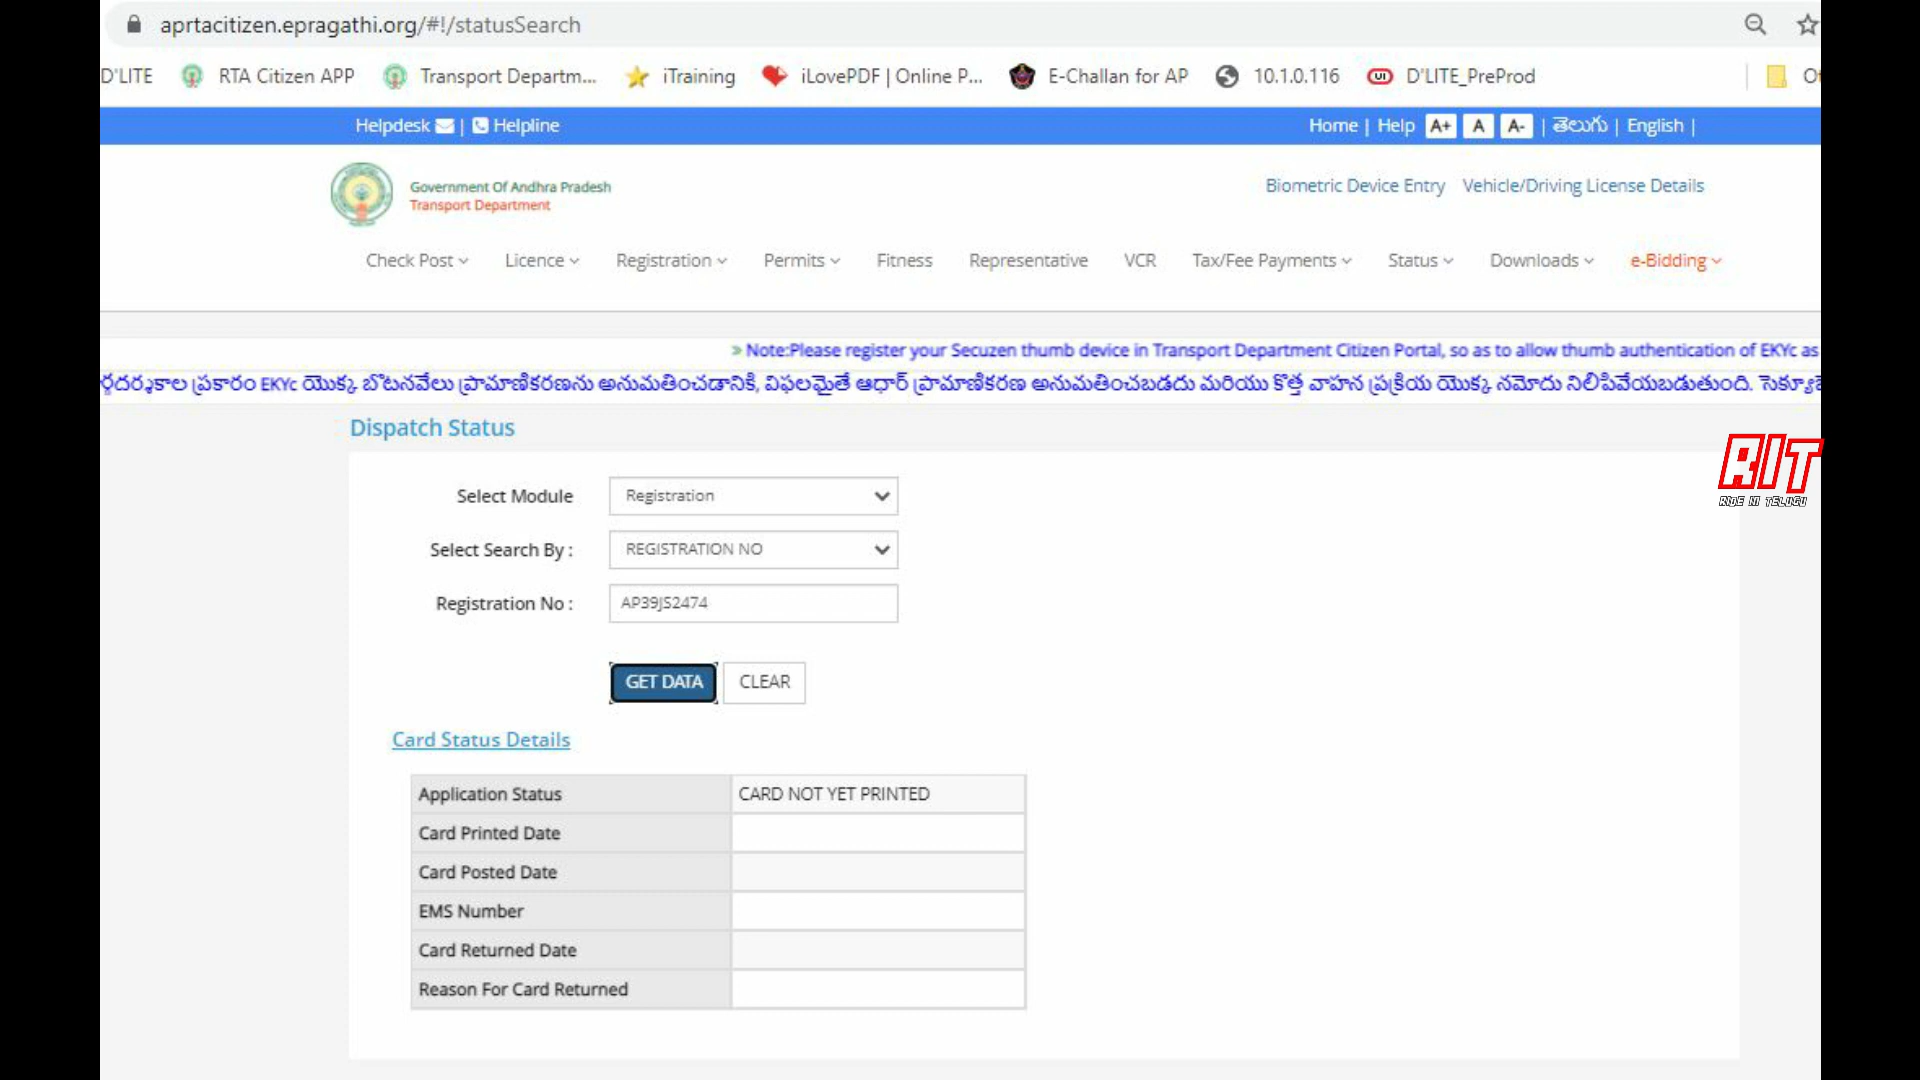 aprtacitizen.epragathi.org/#!/statusSearch
D'LITE RTA Citizen APP Transport Departm... iTraining iLovePDF | Online P... E-Challan for AP 10.1.0.116 D'LITE_PreProd
Helpdesk | Helpline Home | Help A+ A A- | తెలుగు | English |
Government Of Andhra Pradesh
Transport Department
Biometric Device Entry Vehicle/Driving License Details
Check Post Licence Registration Permits Fitness Representative VCR Tax/Fee Payments Status Downloads e-Bidding
» Note:Please register your Secuzen thumb device in Transport Department Citizen Portal, so as to allow thumb authentication of EKYc as
ప్రకారం EKYc యొక్క బొటనవేలు ప్రామాణికరణను అనుమతించడానికి, విఫలమైతే ఆధార్ ప్రామాణికరణ అనుమతించబడదు మరియు కొత్త వాహన ప్రక్రియ యొక్క నమోదు నిలిపివేయబడుతుంది.
Dispatch Status
RIT
RIDE IN TELUGU
Select Module Registration
Select Search By : REGISTRATION NO
Registration No : AP39JS2474
GET DATA CLEAR
Card Status Details
Application Status CARD NOT YET PRINTED
Card Printed Date
Card Posted Date
EMS Number
Card Returned Date
Reason For Card Returned